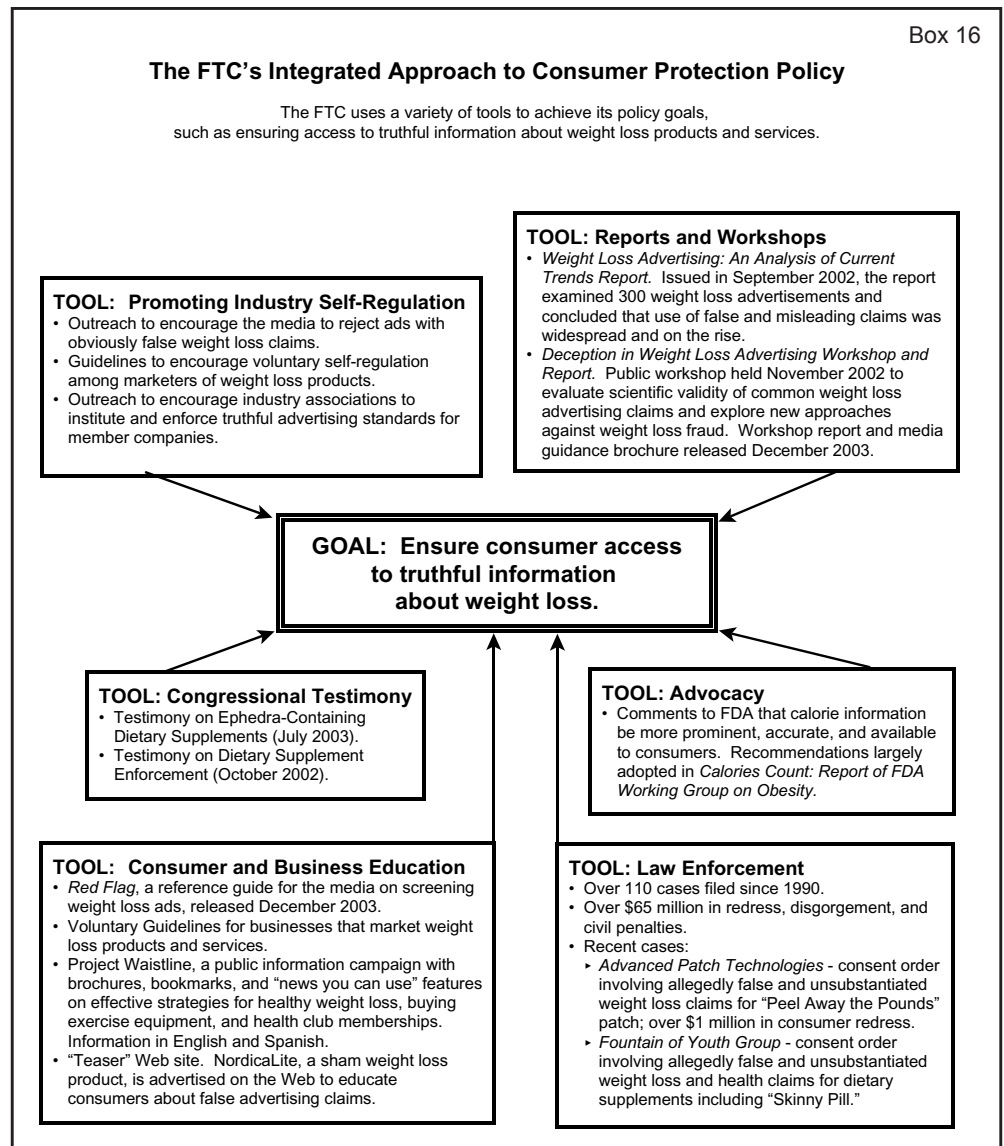 Box 16
The FTC’s Integrated Approach to Consumer Protection Policy
The FTC uses a variety of tools to achieve its policy goals,
such as ensuring access to truthful information about weight loss products and services.
TOOL: Promoting Industry Self-Regulation
• Outreach to encourage the media to reject ads with
obviously false weight loss claims.
• Guidelines to encourage voluntary self-regulation
among marketers of weight loss products.
• Outreach to encourage industry associations to
institute and enforce truthful advertising standards for
member companies.
TOOL: Reports and Workshops
• Weight Loss Advertising: An Analysis of Current
Trends Report. Issued in September 2002, the report
examined 300 weight loss advertisements and
concluded that use of false and misleading claims was
widespread and on the rise.
• Deception in Weight Loss Advertising Workshop and
Report. Public workshop held November 2002 to
evaluate scientific validity of common weight loss
advertising claims and explore new approaches
against weight loss fraud. Workshop report and media
guidance brochure released December 2003.
GOAL: Ensure consumer access
to truthful information
about weight loss.
TOOL: Congressional Testimony
• Testimony on Ephedra-Containing
Dietary Supplements (July 2003).
• Testimony on Dietary Supplement
Enforcement (October 2002).
TOOL: Advocacy
• Comments to FDA that calorie information
be more prominent, accurate, and available
to consumers. Recommendations largely
adopted in Calories Count: Report of FDA
Working Group on Obesity.
TOOL: Consumer and Business Education
• Red Flag, a reference guide for the media on screening
weight loss ads, released December 2003.
• Voluntary Guidelines for businesses that market weight
loss products and services.
• Project Waistline, a public information campaign with
brochures, bookmarks, and “news you can use” features
on effective strategies for healthy weight loss, buying
exercise equipment, and health club memberships.
Information in English and Spanish.
• “Teaser” Web site. NordicaLite, a sham weight loss
product, is advertised on the Web to educate
consumers about false advertising claims.
TOOL: Law Enforcement
• Over 110 cases filed since 1990.
• Over $65 million in redress, disgorgement, and
civil penalties.
• Recent cases:
‣ Advanced Patch Technologies - consent order
involving allegedly false and unsubstantiated
weight loss claims for “Peel Away the Pounds”
patch; over $1 million in consumer redress.
‣ Fountain of Youth Group - consent order
involving allegedly false and unsubstantiated
weight loss and health claims for dietary
supplements including “Skinny Pill.”